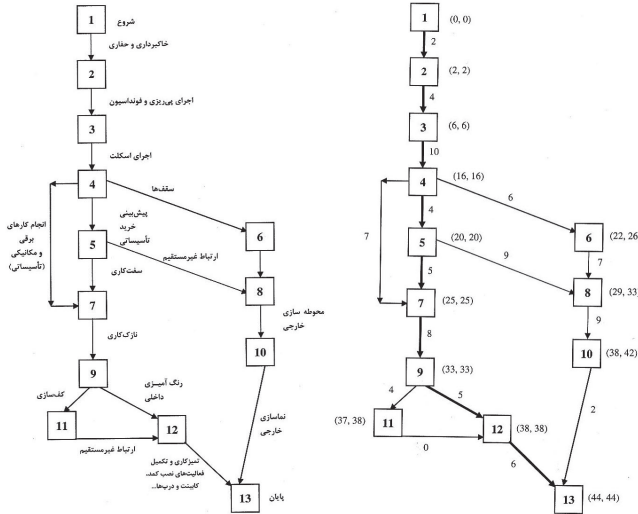 1
شروع
خاکبرداری و حفاری
2
اجرای پی‌ریزی و فونداسیون
3
اجرای اسکلت
4
سقف‌ها
انجام کارهای
برقی
و مکانیکی
(تأسیساتی)
پیش‌بینی
خرید
تأسیساتی
5
6
ارتباط غیرمستقیم
سفت‌کاری
7
8
محوطه سازی
خارجی
نازک‌کاری
10
9
رنگ آمیـزی
داخلی
کف‌سازی
نماسازی
خارجی
11
12
ارتباط غیرمستقیم
تمیزکاری و تکمیل
فعالیت‌های نصب کمد،
کابینت و درب‌ها...
13
پایان
1
(0, 0)
2
2
(2, 2)
4
3
(6, 6)
10
4
(16, 16)
6
7
4
5
(20, 20)
9
6
(22, 26
5
7
8
(29, 33)
7
(25, 25)
8
9
10
(38, 42)
9
(33, 33)
4
5
2
(37, 38)
11
12
(38, 38)
0
6
13
(44, 44)